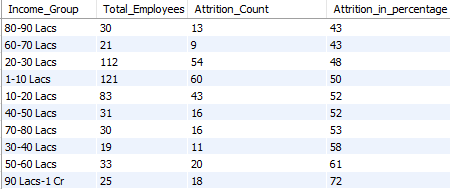 Income_Group Total_Employees Attrition_Count Attrition_in_percentage
80-90 Lacs 30 13 43
60-70 Lacs 21 9 43
20-30 Lacs 112 54 48
1-10 Lacs 121 60 50
10-20 Lacs 83 43 52
40-50 Lacs 31 16 52
70-80 Lacs 30 16 53
30-40 Lacs 19 11 58
50-60 Lacs 33 20 61
90 Lacs-1 Cr 25 18 72